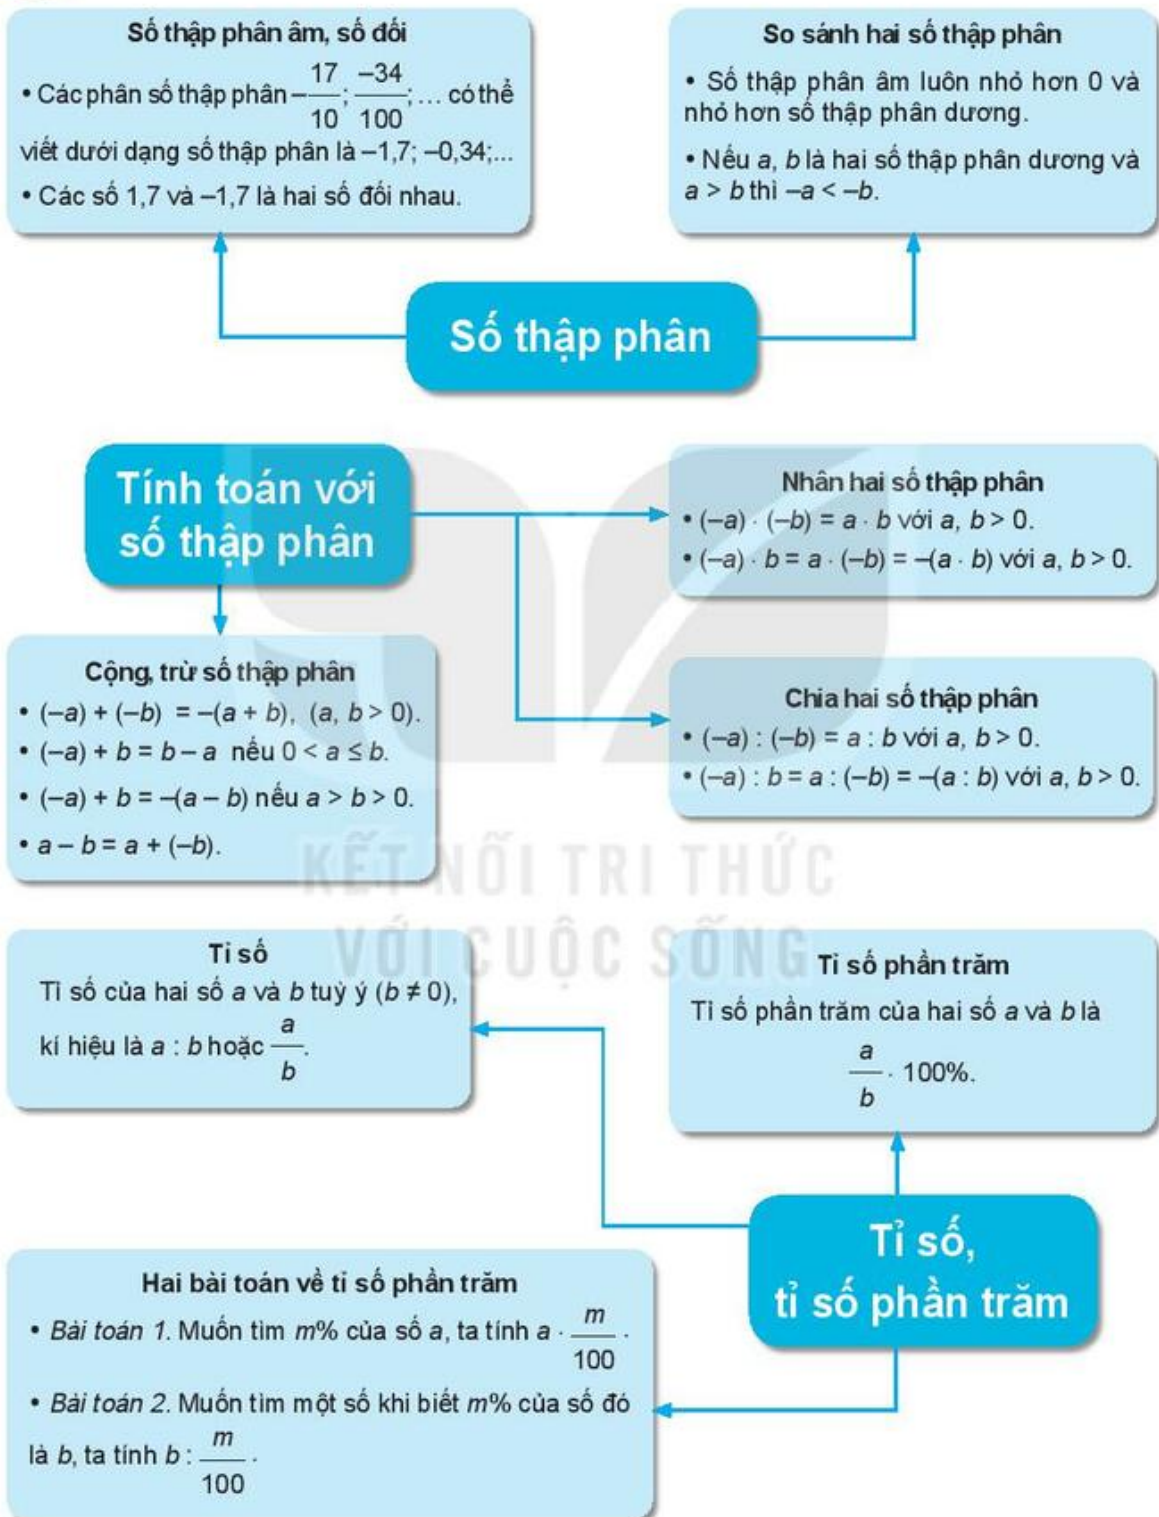 Số thập phân âm, số đối
• Các phân số thập phân −17/10; −34/100; … có thể
viết dưới dạng số thập phân là –1,7; –0,34;...
• Các số 1,7 và –1,7 là hai số đối nhau.
So sánh hai số thập phân
• Số thập phân âm luôn nhỏ hơn 0 và
nhỏ hơn số thập phân dương.
• Nếu a, b là hai số thập phân dương và
a > b thì –a < –b.
Số thập phân
Tính toán với
số thập phân
Nhân hai số thập phân
• (–a) · (–b) = a · b với a, b > 0.
• (–a) · b = a · (–b) = –(a · b) với a, b > 0.
Cộng, trừ số thập phân
• (–a) + (–b) = –(a + b), (a, b > 0).
• (–a) + b = b – a nếu 0 < a ≤ b.
• (–a) + b = –(a – b) nếu a > b > 0.
• a – b = a + (–b).
Chia hai số thập phân
• (–a) : (–b) = a : b với a, b > 0.
• (–a) : b = a : (–b) = –(a : b) với a, b > 0.
KẾT NỐI TRI THỨC
VỚI CUỘC SỐNG
Tỉ số
Tỉ số của hai số a và b tuỳ ý (b ≠ 0),
kí hiệu là a : b hoặc a/b.
Tỉ số phần trăm
Tỉ số phần trăm của hai số a và b là
a/b · 100%.
Tỉ số,
tỉ số phần trăm
Hai bài toán về tỉ số phần trăm
• Bài toán 1. Muốn tìm m% của số a, ta tính a · m/100 ·
• Bài toán 2. Muốn tìm một số khi biết m% của số đó
là b, ta tính b : m/100 ·